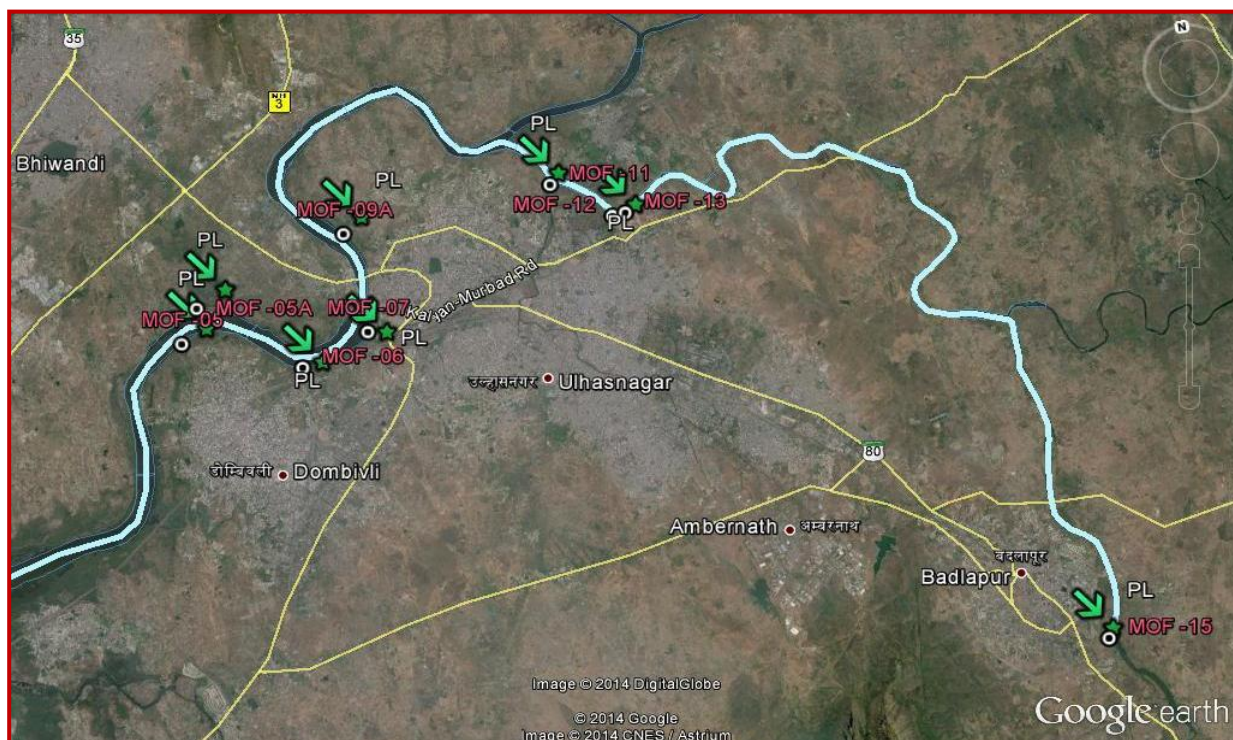 35
NH
3
Bhiwandi
PL
MOF -11
PL
MOF -12
MOF -13
MOF -09A
PL
PL
PL
MOF -05A
MOF -07
Kalyan-Murbad Rd
MOF -05
PL
MOF -06
PL
उल्हासनगर
Ulhasnagar
80
डोम्बिवली
Dombivli
Ambernath
अम्बरनाथ
बदलापूर
Badlapur
PL
MOF -15
Image © 2014 DigitalGlobe
© 2014 Google
Image © 2014 CNES / Astrium
Google earth
N